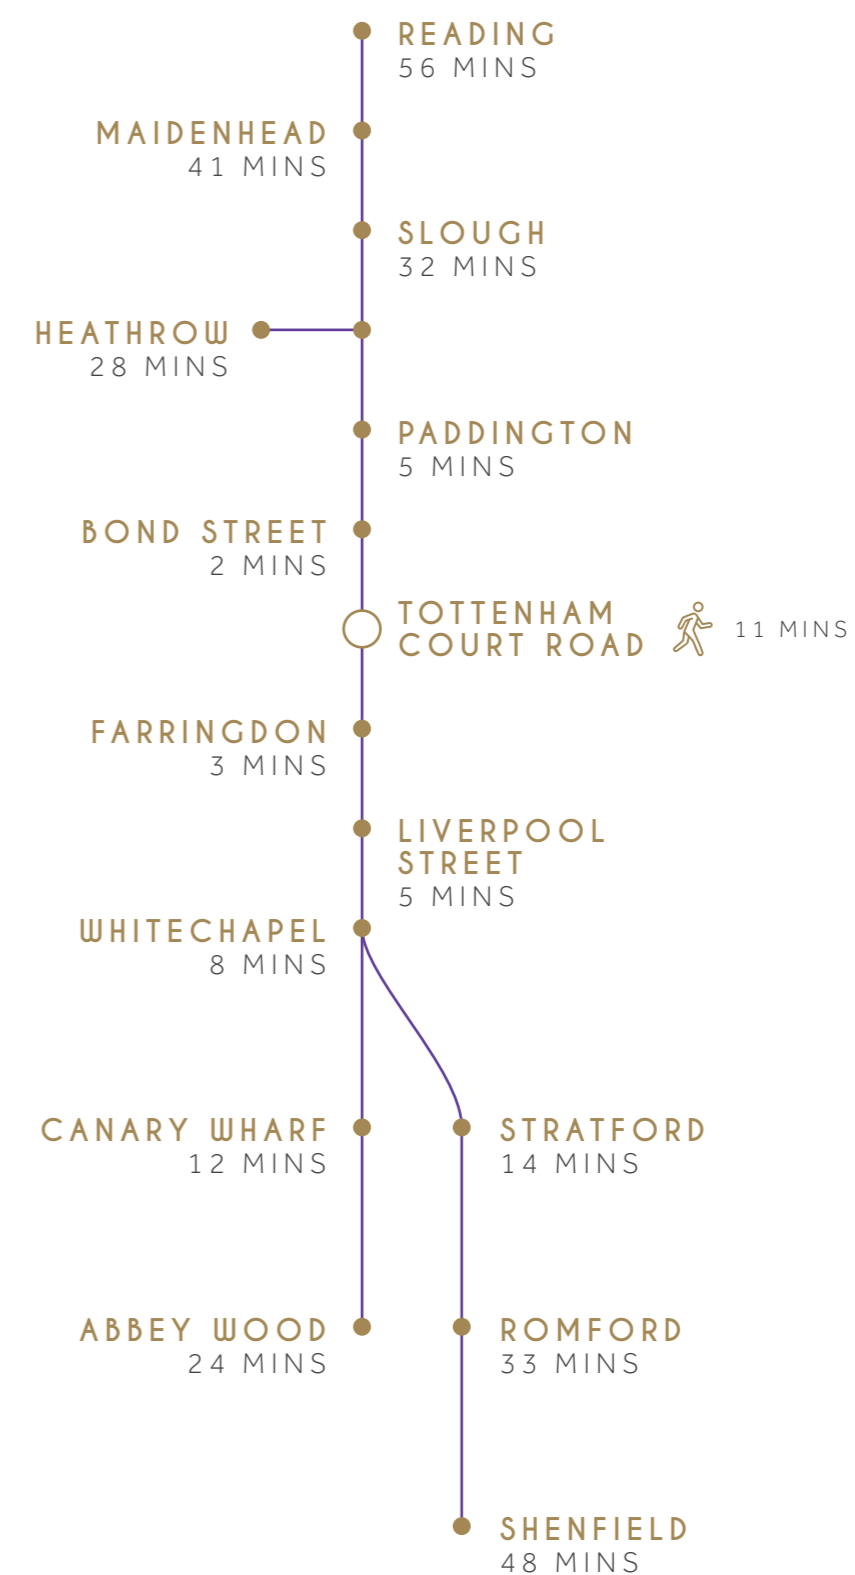 READING
56 MINS
MAIDENHEAD
41 MINS
SLOUGH
32 MINS
HEATHROW
28 MINS
PADDINGTON
5 MINS
BOND STREET
2 MINS
TOTTENHAM
COURT ROAD
11 MINS
FARRINGDON
3 MINS
LIVERPOOL
STREET
5 MINS
WHITECHAPEL
8 MINS
CANARY WHARF
12 MINS
STRATFORD
14 MINS
ABBEY WOOD
24 MINS
ROMFORD
33 MINS
SHENFIELD
48 MINS